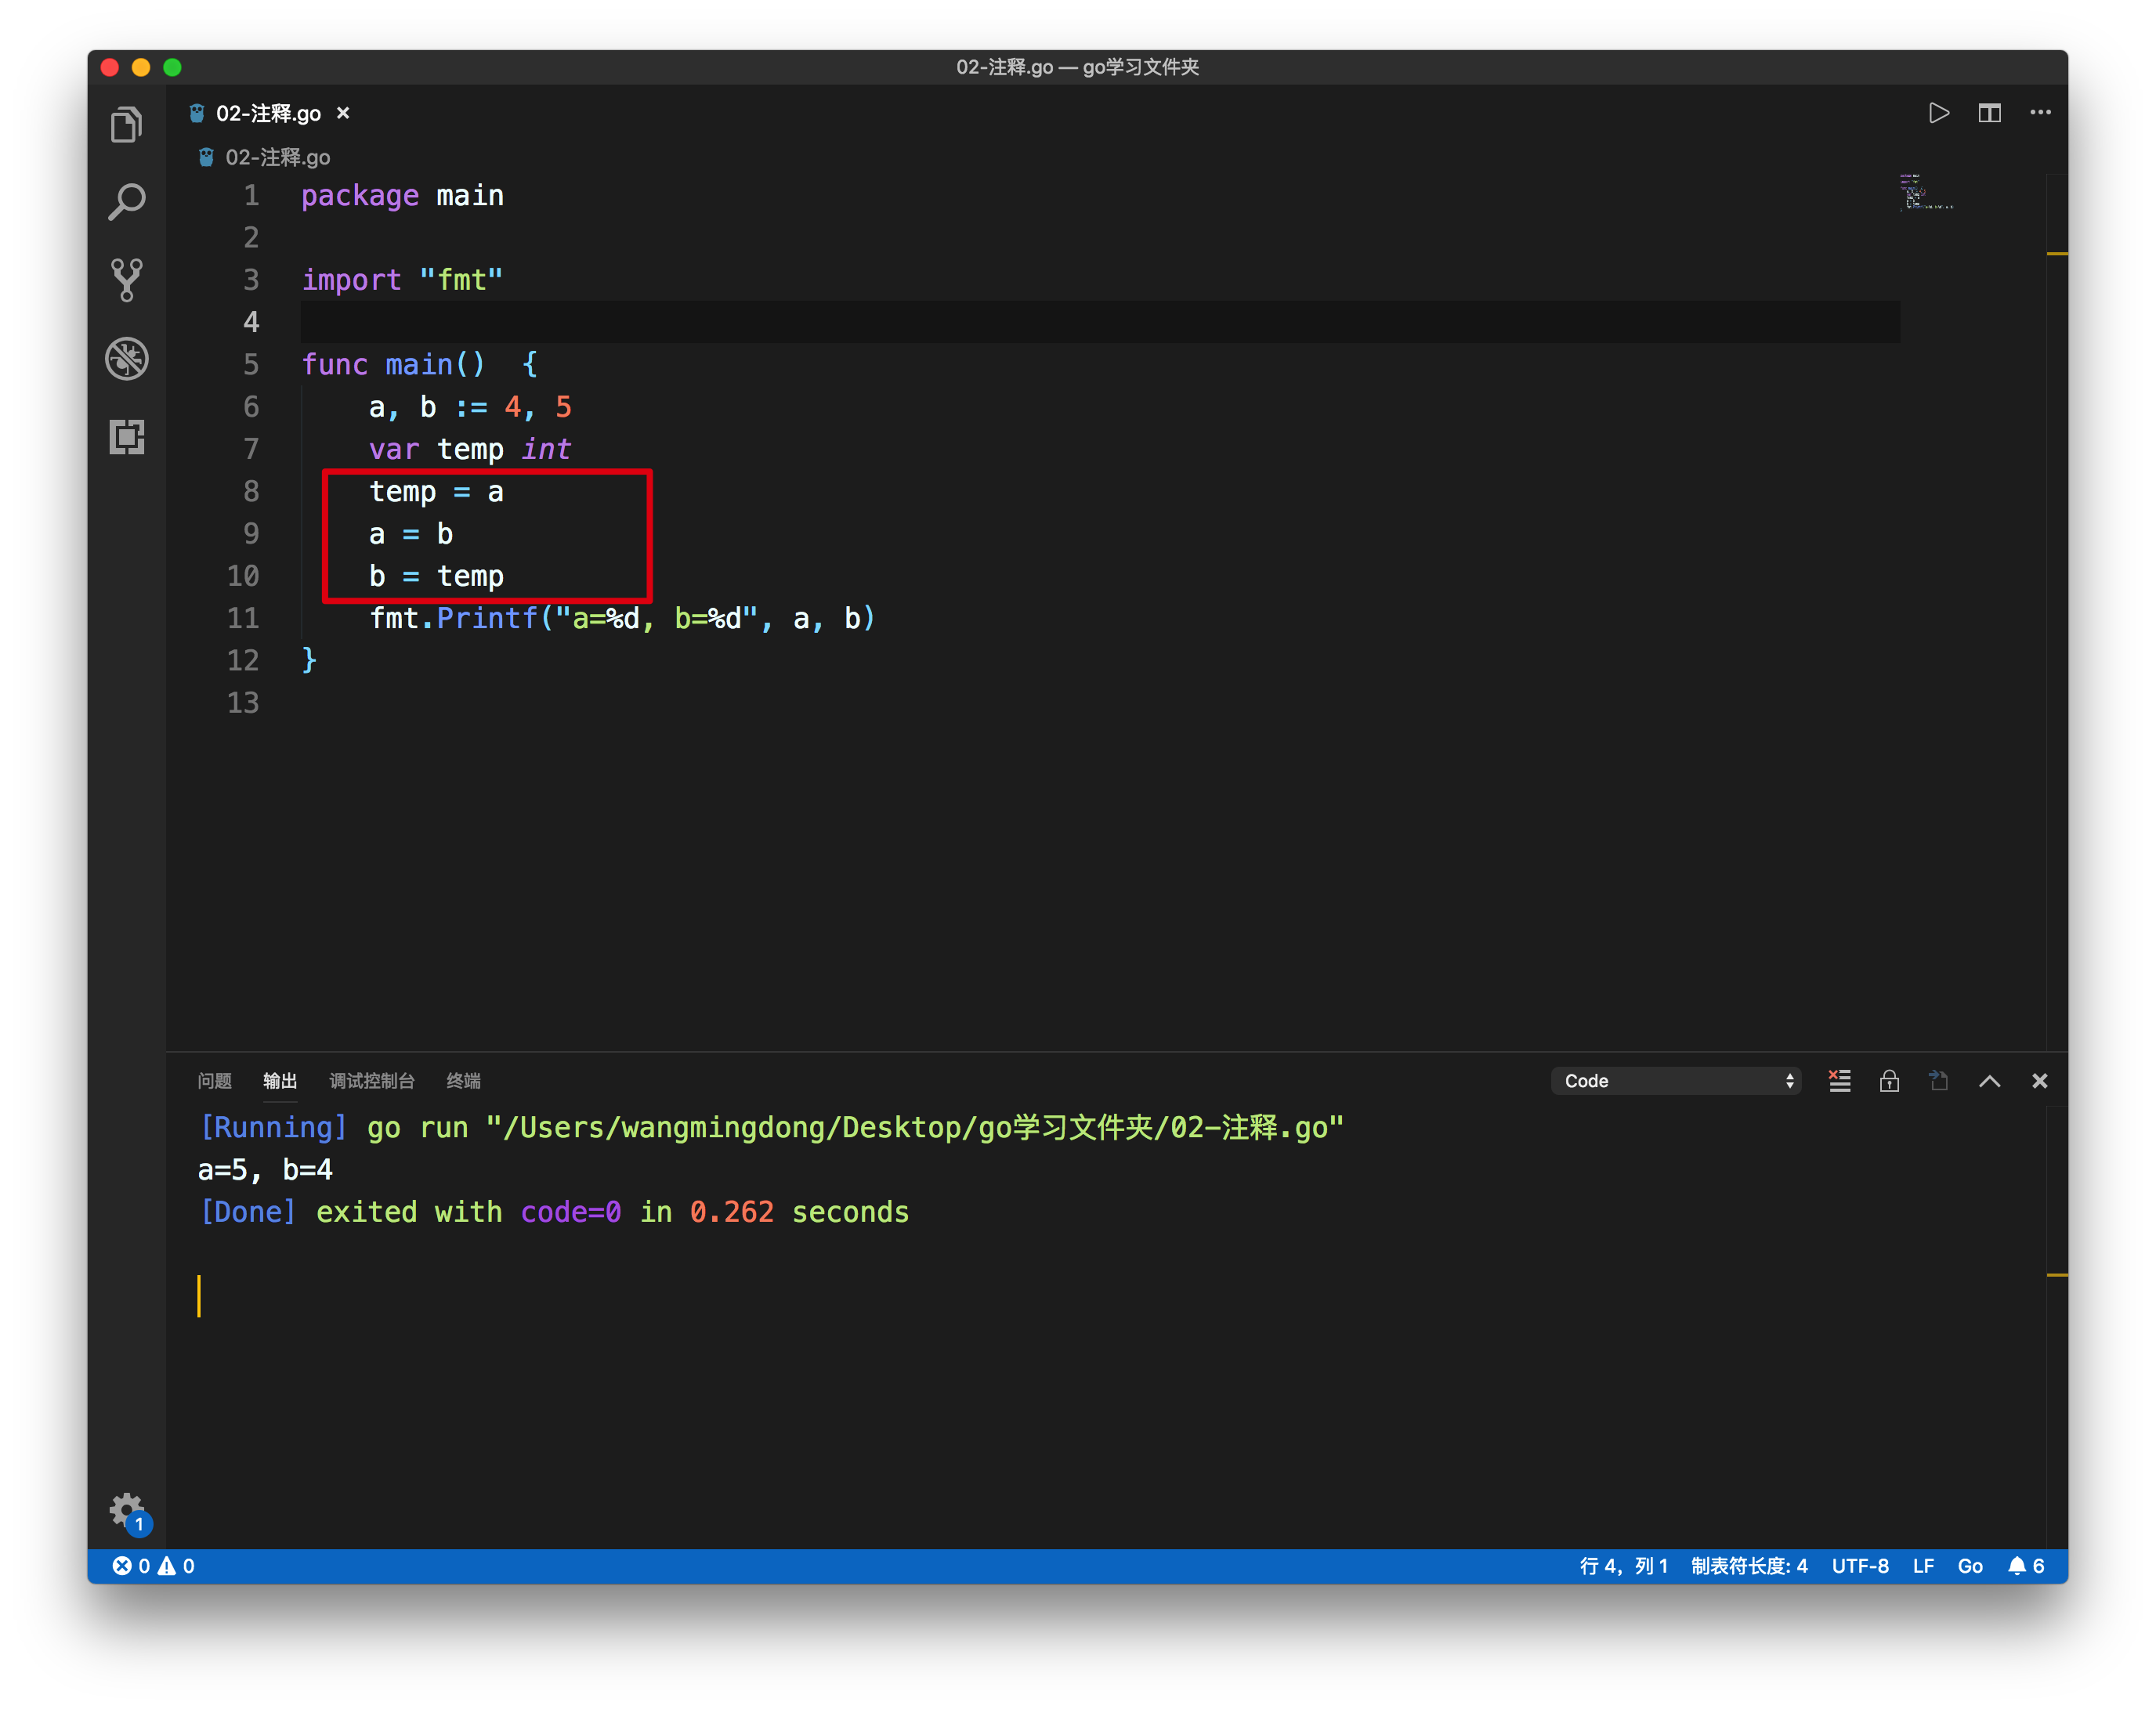 02-注释.go — go学习文件夹
02-注释.go ×
02-注释.go
1 package main
2
3 import "fmt"
4
5 func main()  {
6     a, b := 4, 5
7     var temp int
8     temp = a
9     a = b
10     b = temp
11     fmt.Printf("a=%d, b=%d", a, b)
12 }
13
问题 输出 调试控制台 终端 Code
[Running] go run "/Users/wangmingdong/Desktop/go学习文件夹/02-注释.go"
a=5, b=4
[Done] exited with code=0 in 0.262 seconds
1
0 0 行 4，列 1 制表符长度: 4 UTF-8 LF Go 6